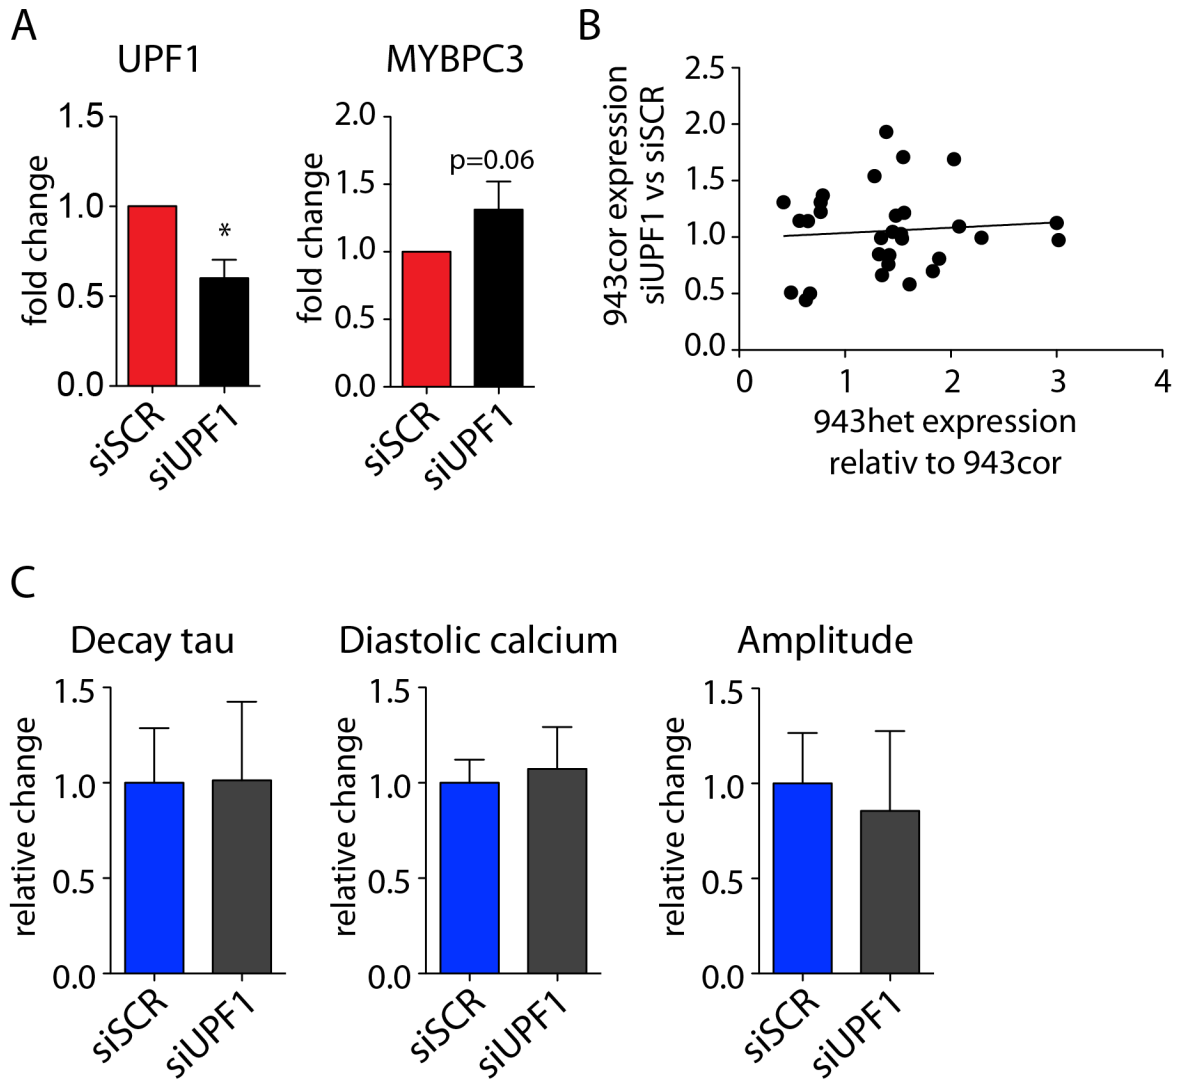 A
UPF1
fold change
1.5
1.0
0.5
0.0
*
siSCR
siUPF1
MYBPC3
fold change
2.0
1.5
1.0
0.5
0.0
p=0.06
siSCR
siUPF1
B
943cor expression
siUPF1 vs siSCR
2.5
2.0
1.5
1.0
0.5
0.0
0 1 2 3 4
943het expression
relativ to 943cor
C
Decay tau
relative change
1.5
1.0
0.5
0.0
siSCR
siUPF1
Diastolic calcium
relative change
1.5
1.0
0.5
0.0
siSCR
siUPF1
Amplitude
relative change
1.5
1.0
0.5
0.0
siSCR
siUPF1